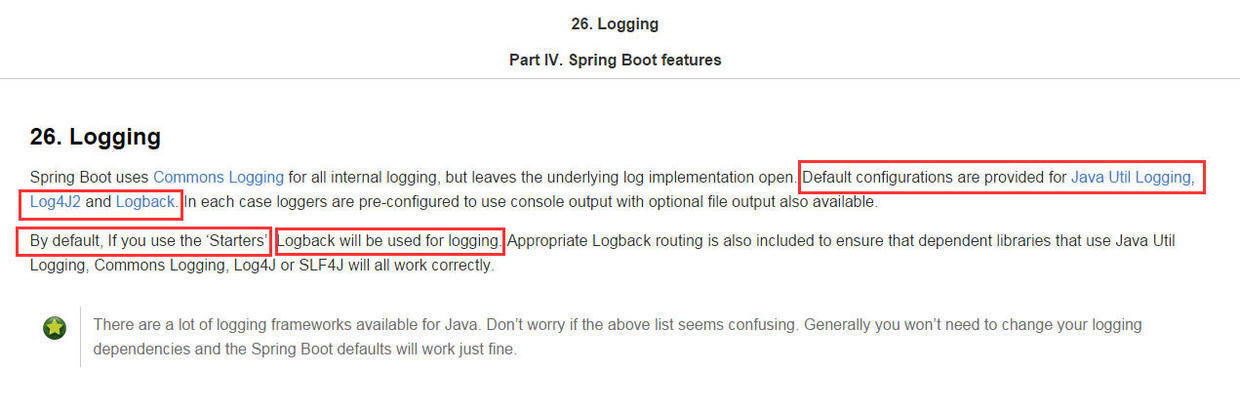 26. Logging
Part IV. Spring Boot features
26. Logging
Spring Boot uses Commons Logging for all internal logging, but leaves the underlying log implementation open. Default configurations are provided for Java Util Logging,
Log4J2 and Logback. In each case loggers are pre-configured to use console output with optional file output also available.
By default, If you use the ‘Starters’, Logback will be used for logging. Appropriate Logback routing is also included to ensure that dependent libraries that use Java Util
Logging, Commons Logging, Log4J or SLF4J will all work correctly.
There are a lot of logging frameworks available for Java. Don’t worry if the above list seems confusing. Generally you won’t need to change your logging
dependencies and the Spring Boot defaults will work just fine.